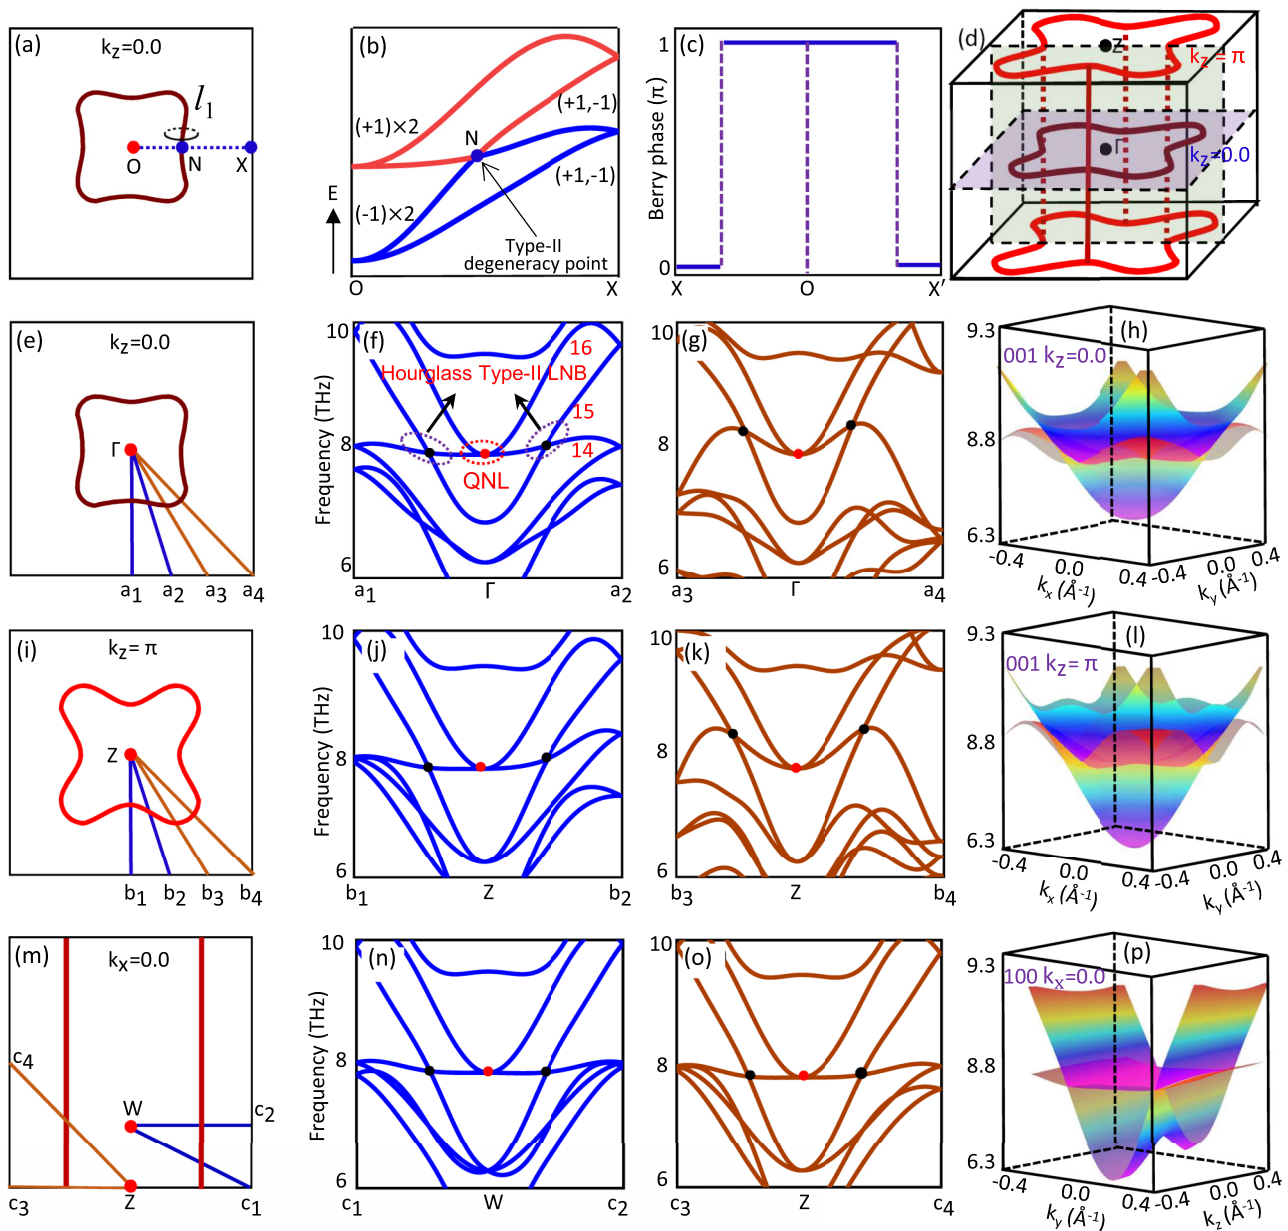 (a)
k_z=0.0
l_1
O
N
X
(b)
(+1)×2
N
(+1,-1)
E
(+1,-1)
(-1)×2
Type-II
degeneracy point
O
X
(c)
Berry phase (π)
1
0
X
O
X′
(d)
Z
k_z = π
Γ
k_z=0.0
(e)
k_z=0.0
Γ
a_1 a_2 a_3 a_4
(f)
Frequency (THz)
10
8
6
16
Hourglass Type-II LNB
15
14
QNL
a_1 Γ a_2
(g)
10
8
6
a_3 Γ a_4
(h)
001 k_z=0.0
9.3
8.8
6.3
-0.4 0.0 0.4
k_x (Å⁻¹)
-0.4 0.0 0.4
k_y (Å⁻¹)
(i)
k_z= π
Z
b_1 b_2 b_3 b_4
(j)
Frequency (THz)
10
8
6
b_1 Z b_2
(k)
10
8
6
b_3 Z b_4
(l)
001 k_z= π
9.3
8.8
6.3
-0.4 0.0 0.4
k_x (Å⁻¹)
-0.4 0.0 0.4
k_y (Å⁻¹)
(m)
k_x=0.0
c_4
W
c_2
c_3 Z c_1
(n)
Frequency (THz)
10
8
6
c_1 W c_2
(o)
10
8
6
c_3 Z c_4
(p)
100 k_x=0.0
9.3
8.8
6.3
-0.4 0.0 0.4
k_y (Å⁻¹)
-0.4 0.0 0.4
k_z (Å⁻¹)